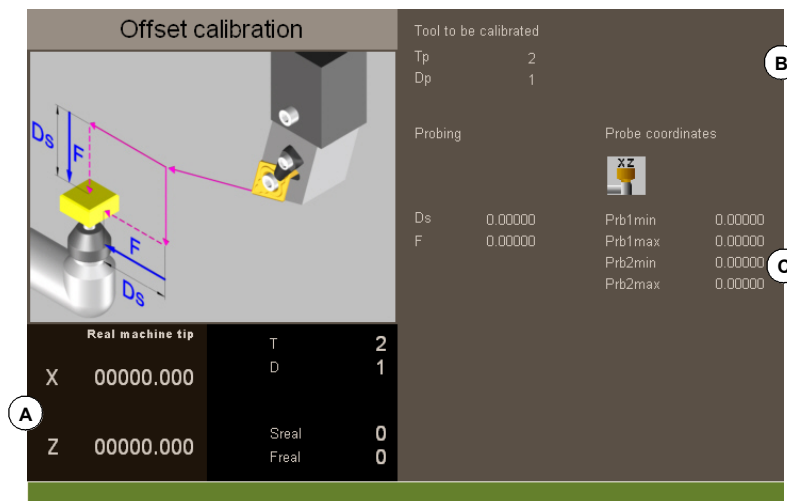 Offset calibration
Ds
F
F
Ds
Real machine tip
X 00000.000
Z 00000.000
T 2
D 1
Sreal 0
Freal 0
A
Tool to be calibrated
Tp 2
Dp 1
B
Probing
Ds 0.00000
F 0.00000
Probe coordinates
XZ
Prb1min 0.00000
Prb1max 0.00000
Prb2min 0.00000
Prb2max 0.00000
C